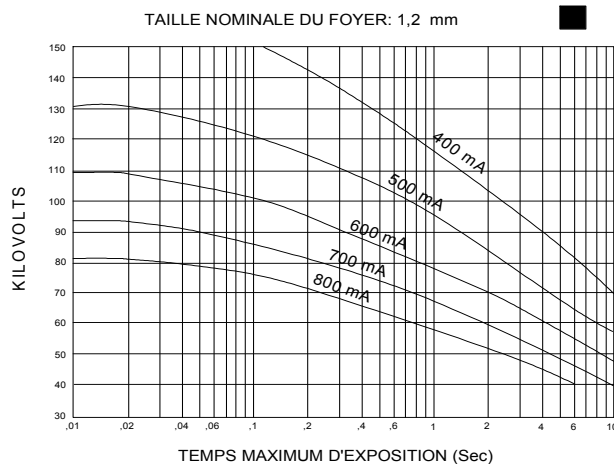 TAILLE NOMINALE DU FOYER: 1,2 mm
KILOVOLTS
150
140
130
120
110
100
90
80
70
60
50
40
30
400 mA
500 mA
600 mA
700 mA
800 mA
,01 ,02 ,04 ,06 ,1 ,2 ,4 ,6 1 2 4 6 10
TEMPS MAXIMUM D'EXPOSITION (Sec)